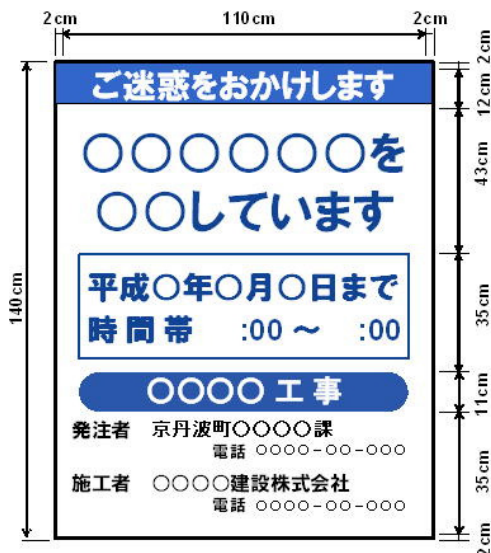 2cm 110cm 2cm
2cm
ご迷惑をおかけします
12cm
○○○○○○を
○○しています
43cm
140cm
平成○年○月○日まで
時間帯 :00～ :00
35cm
○○○○工事
11cm
発注者 京丹波町○○○○課
電話 ○○○○-○○-○○○
施工者 ○○○○建設株式会社
電話 ○○○○-○○-○○○
35cm
2cm